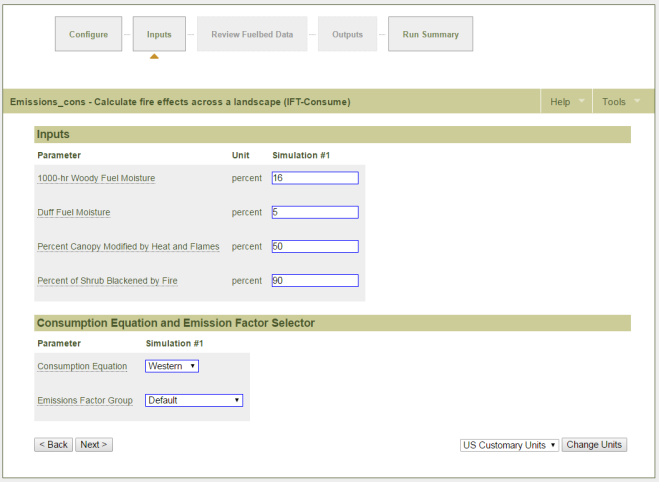 Configure Inputs Review Fuelbed Data Outputs Run Summary
Emissions_cons - Calculate fire effects across a landscape (IFT-Consume) Help Tools
Inputs
Parameter Unit Simulation #1
1000-hr Woody Fuel Moisture percent 16
Duff Fuel Moisture percent 5
Percent Canopy Modified by Heat and Flames percent 50
Percent of Shrub Blackened by Fire percent 90
Consumption Equation and Emission Factor Selector
Parameter Simulation #1
Consumption Equation Western
Emissions Factor Group Default
< Back Next > US Customary Units Change Units